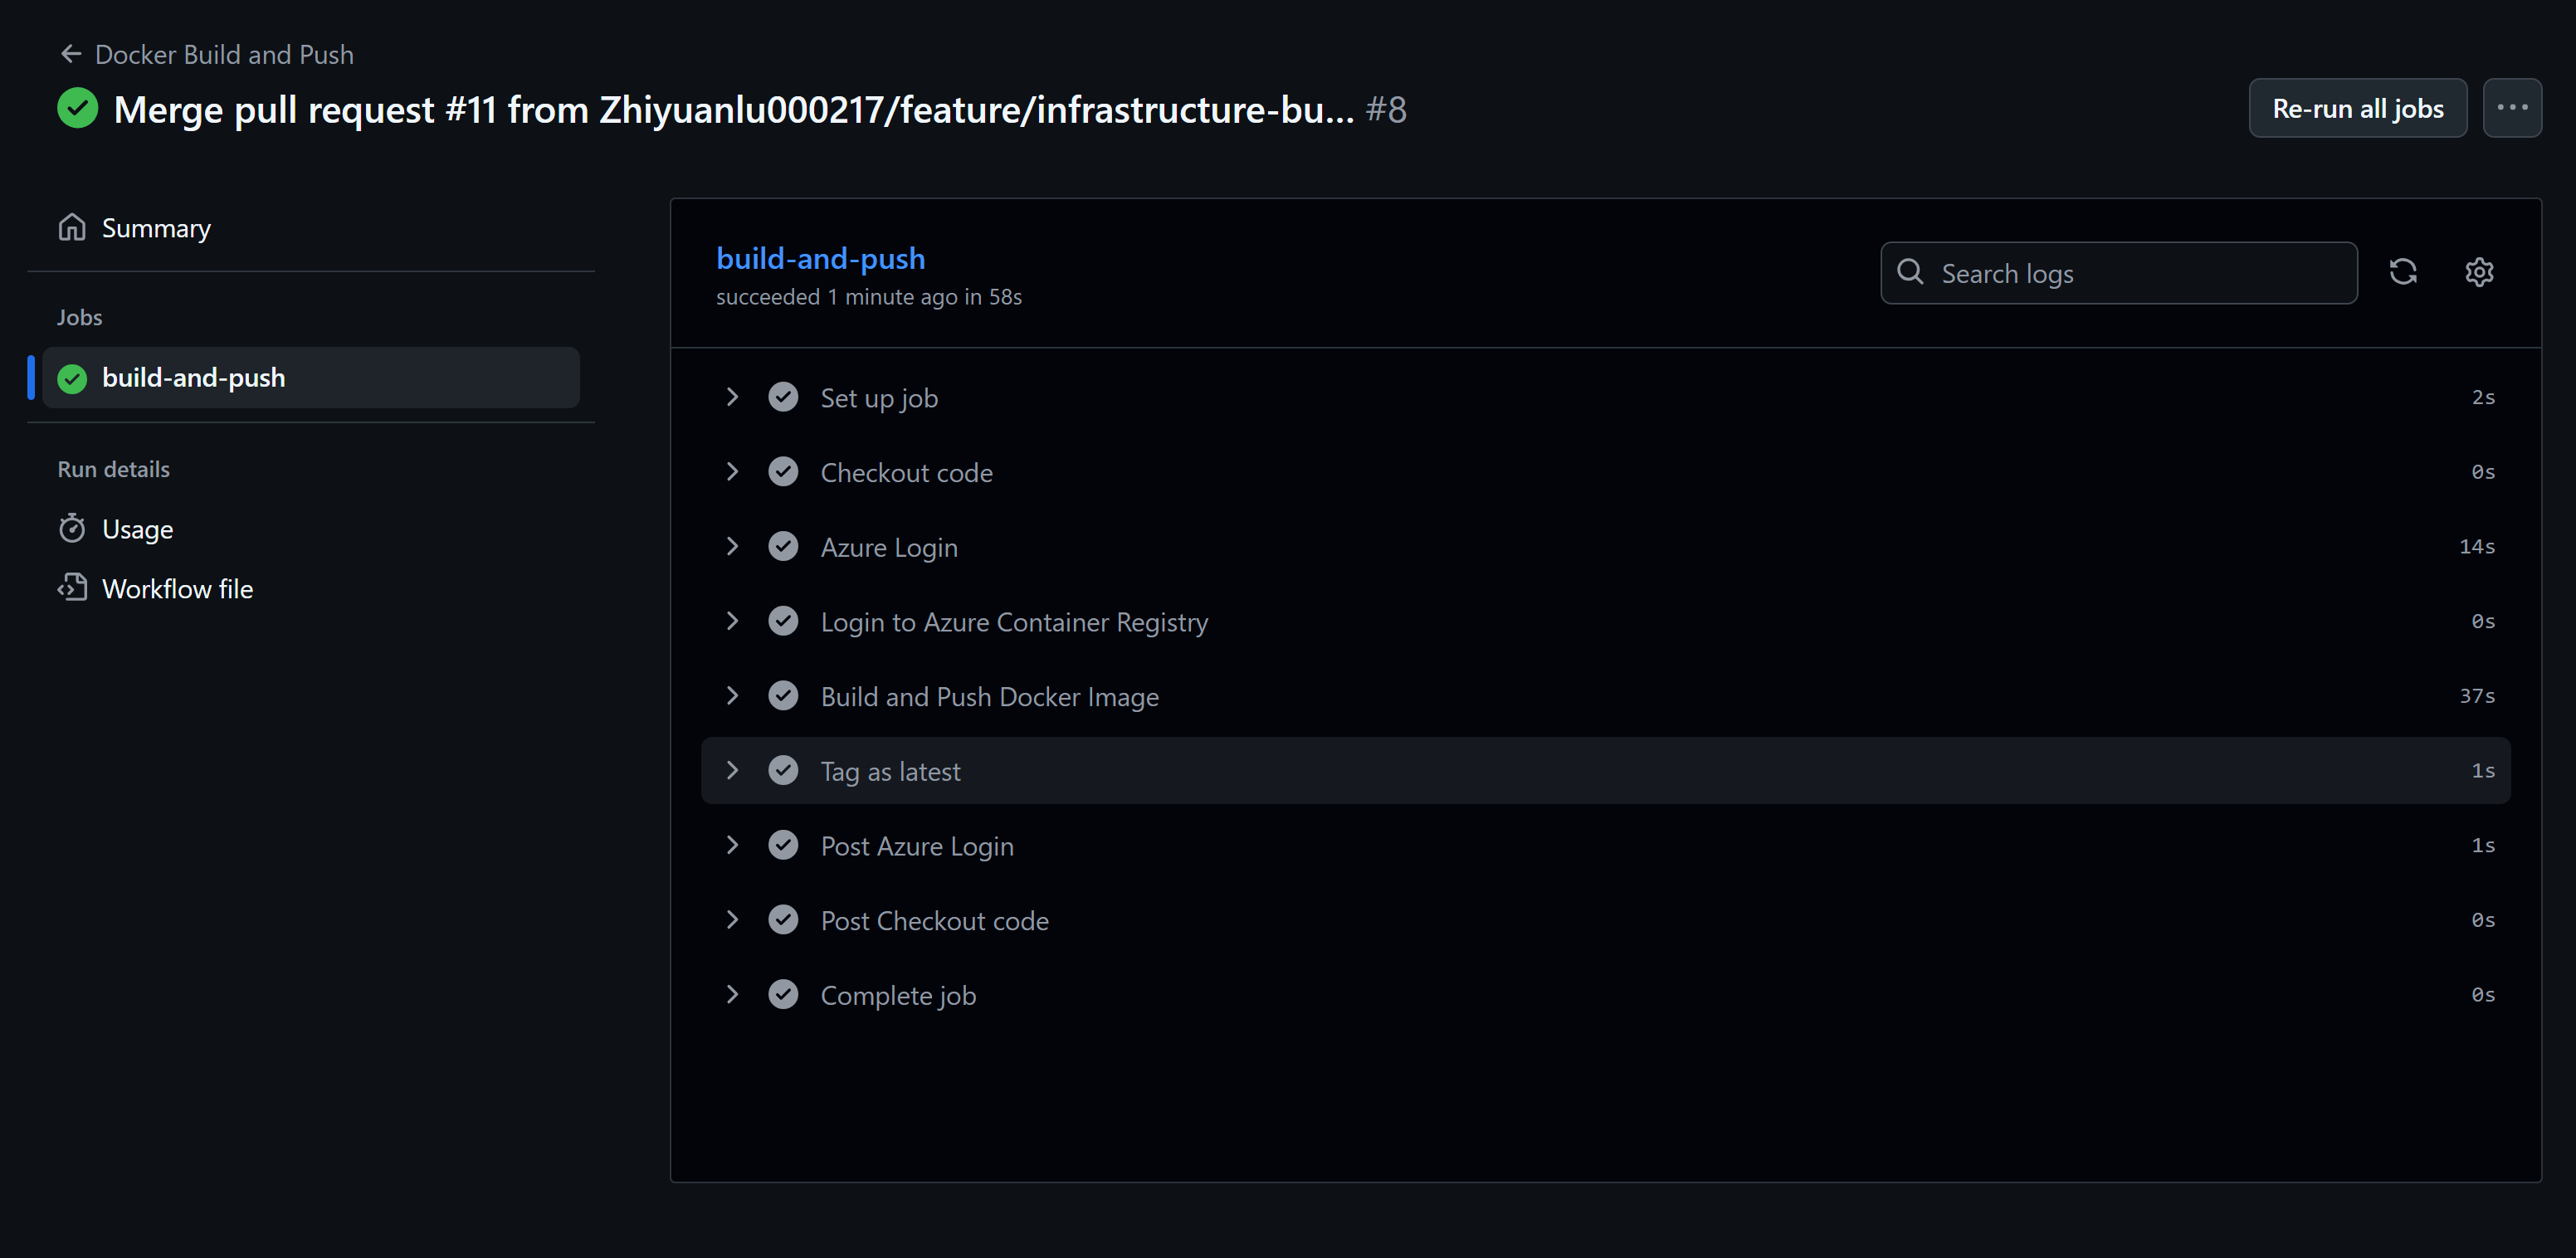 Docker Build and Push
Merge pull request #11 from Zhiyuanlu000217/feature/infrastructure-bu... #8
Re-run all jobs
Summary
Jobs
build-and-push
Run details
Usage
Workflow file
build-and-push
succeeded 1 minute ago in 58s
Search logs
Set up job 2s
Checkout code 0s
Azure Login 14s
Login to Azure Container Registry 0s
Build and Push Docker Image 37s
Tag as latest 1s
Post Azure Login 1s
Post Checkout code 0s
Complete job 0s